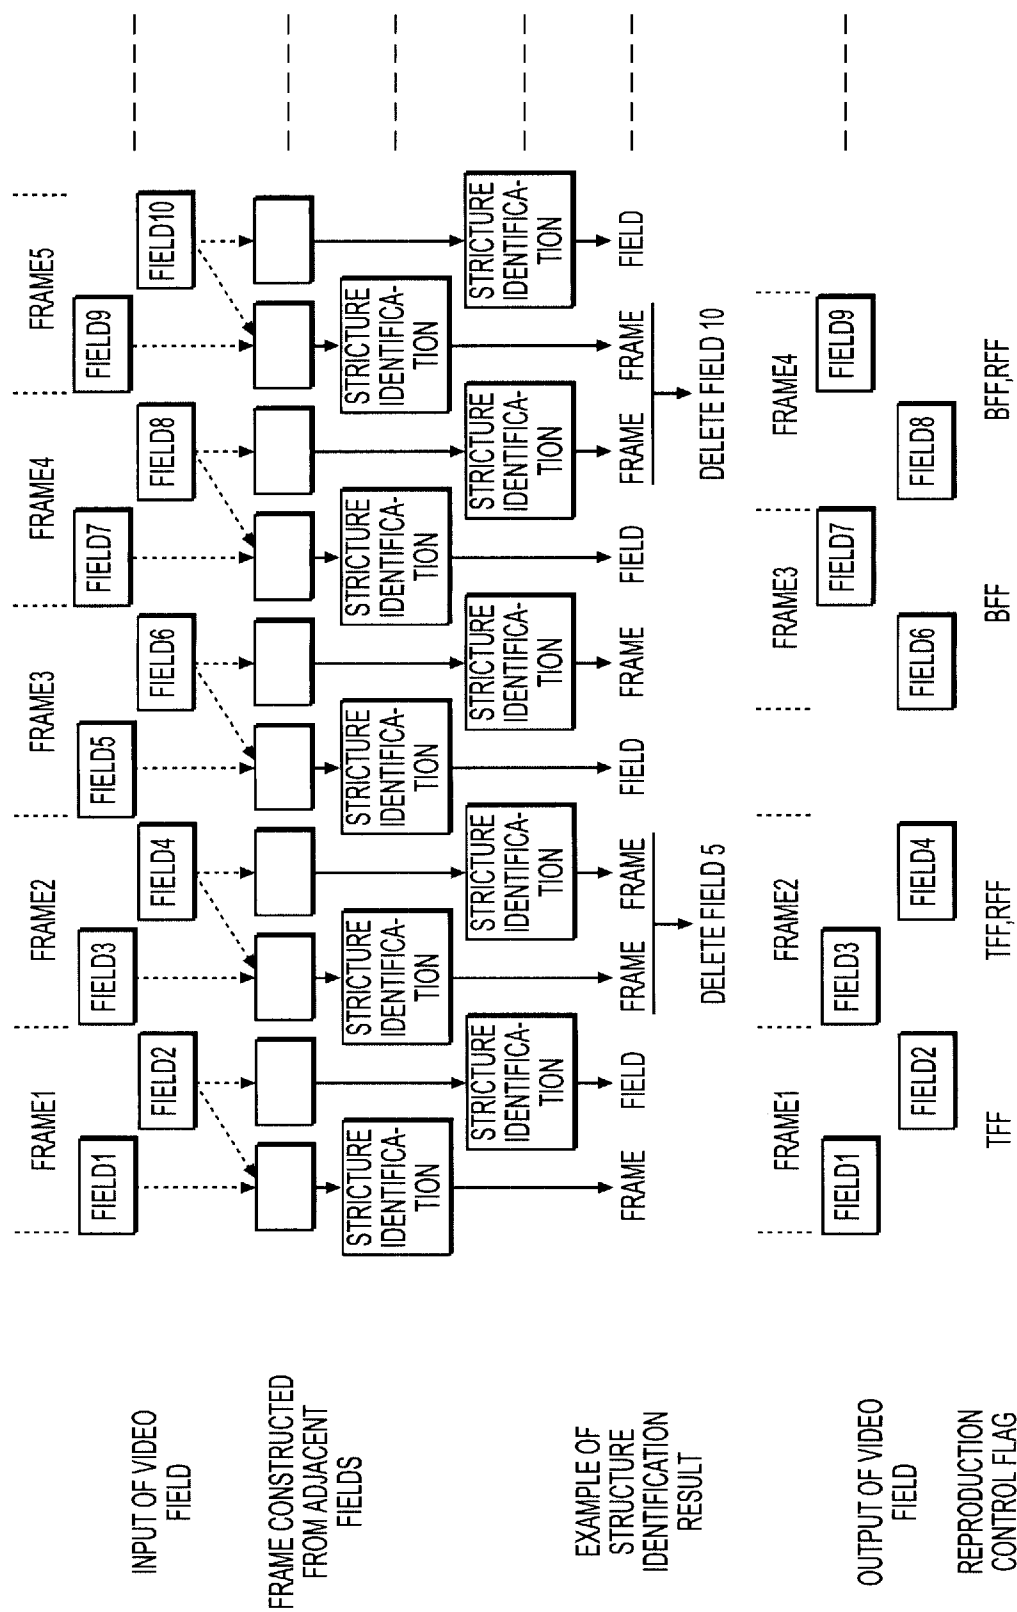 INPUT OF VIDEO
FIELD
FRAME1
FRAME2
FRAME3
FRAME4
FRAME5
FIELD1
FIELD3
FIELD5
FIELD7
FIELD9
FIELD2
FIELD4
FIELD6
FIELD8
FIELD10
FRAME CONSTRUCTED
FROM ADJACENT
FIELDS
STRICTURE
IDENTIFICA-
TION
STRICTURE
IDENTIFICA-
TION
STRICTURE
IDENTIFICA-
TION
STRICTURE
IDENTIFICA-
TION
STRICTURE
IDENTIFICA-
TION
STRICTURE
IDENTIFICA-
TION
STRICTURE
IDENTIFICA-
TION
STRICTURE
IDENTIFICA-
TION
STRICTURE
IDENTIFICA-
TION
STRICTURE
IDENTIFICA-
TION
EXAMPLE OF
STRUCTURE
IDENTIFICATION
RESULT
FRAME
FIELD
FRAME
FRAME
FIELD
FRAME
FIELD
FRAME
FRAME
FIELD
DELETE FIELD 5
DELETE FIELD 10
OUTPUT OF VIDEO
FIELD
FRAME1
FRAME2
FRAME3
FRAME4
FIELD1
FIELD3
FIELD7
FIELD9
FIELD2
FIELD4
FIELD6
FIELD8
REPRODUCTION
CONTROL FLAG
TFF
TFF,RFF
BFF
BFF,RFF